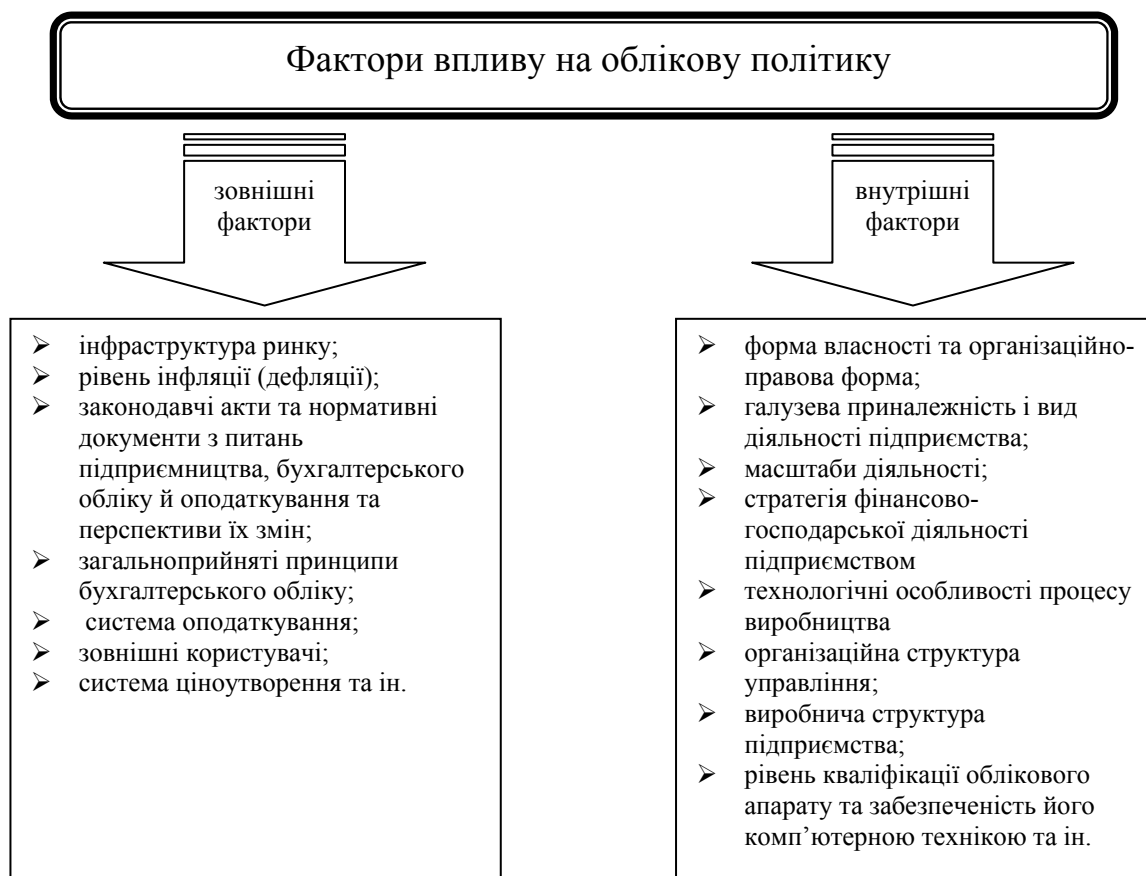 Фактори впливу на облікову політику
зовнішні
фактори
внутрішні
фактори
➢ інфраструктура ринку;
➢ рівень інфляції (дефляції);
➢ законодавчі акти та нормативні
документи з питань
підприємництва, бухгалтерського
обліку й оподаткування та
перспективи їх змін;
➢ загальноприйняті принципи
бухгалтерського обліку;
➢ система оподаткування;
➢ зовнішні користувачі;
➢ система ціноутворення та ін.
➢ форма власності та організаційно-
правова форма;
➢ галузева приналежність і вид
діяльності підприємства;
➢ масштаби діяльності;
➢ стратегія фінансово-
господарської діяльності
підприємством
➢ технологічні особливості процесу
виробництва
➢ організаційна структура
управління;
➢ виробнича структура
підприємства;
➢ рівень кваліфікації облікового
апарату та забезпеченість його
комп’ютерною технікою та ін.